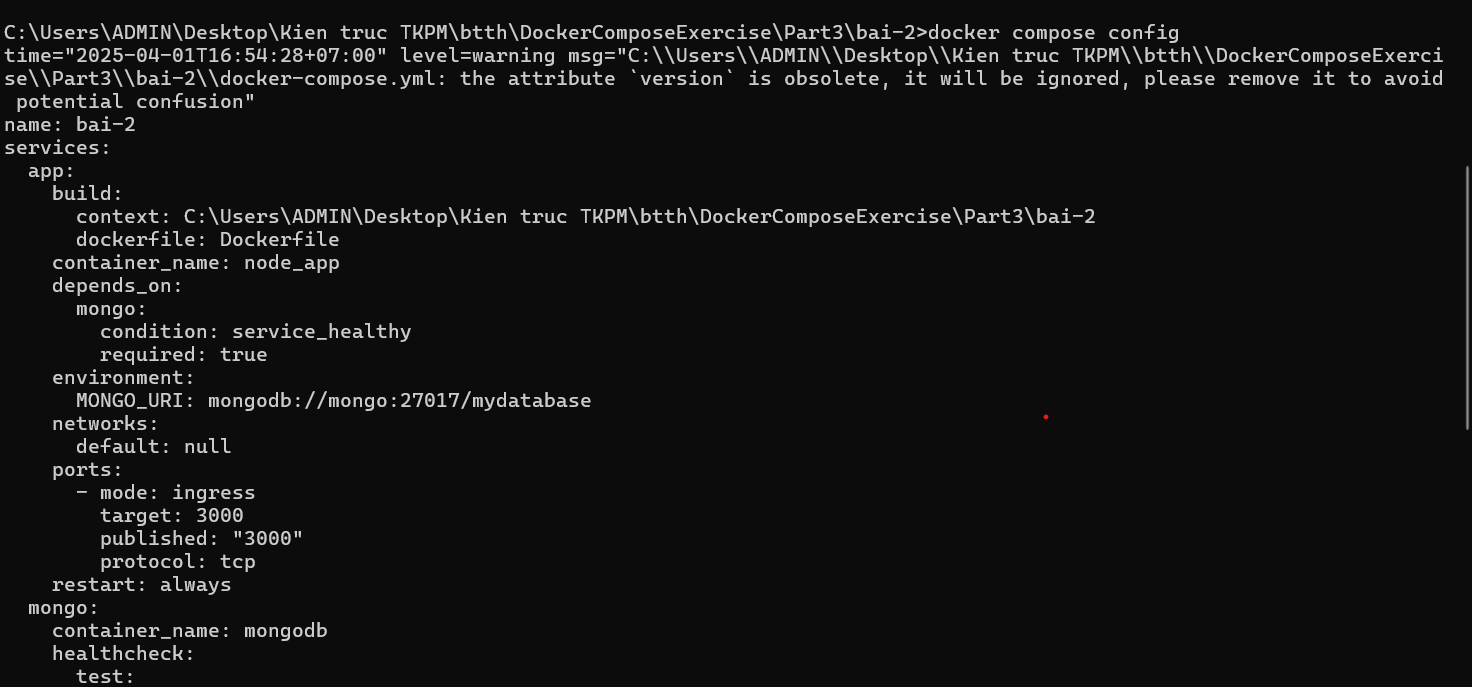 C:\Users\ADMIN\Desktop\Kien truc TKPM\btth\DockerComposeExercise\Part3\bai-2>docker compose config
time="2025-04-01T16:54:28+07:00" level=warning msg="C:\\Users\\ADMIN\\Desktop\\Kien truc TKPM\\btth\\DockerComposeExerci
se\\Part3\\bai-2\\docker-compose.yml: the attribute `version` is obsolete, it will be ignored, please remove it to avoid
 potential confusion"
name: bai-2
services:
  app:
    build:
      context: C:\Users\ADMIN\Desktop\Kien truc TKPM\btth\DockerComposeExercise\Part3\bai-2
      dockerfile: Dockerfile
    container_name: node_app
    depends_on:
      mongo:
        condition: service_healthy
        required: true
    environment:
      MONGO_URI: mongodb://mongo:27017/mydatabase
    networks:
      default: null
    ports:
      - mode: ingress
        target: 3000
        published: "3000"
        protocol: tcp
    restart: always
  mongo:
    container_name: mongodb
    healthcheck:
      test: